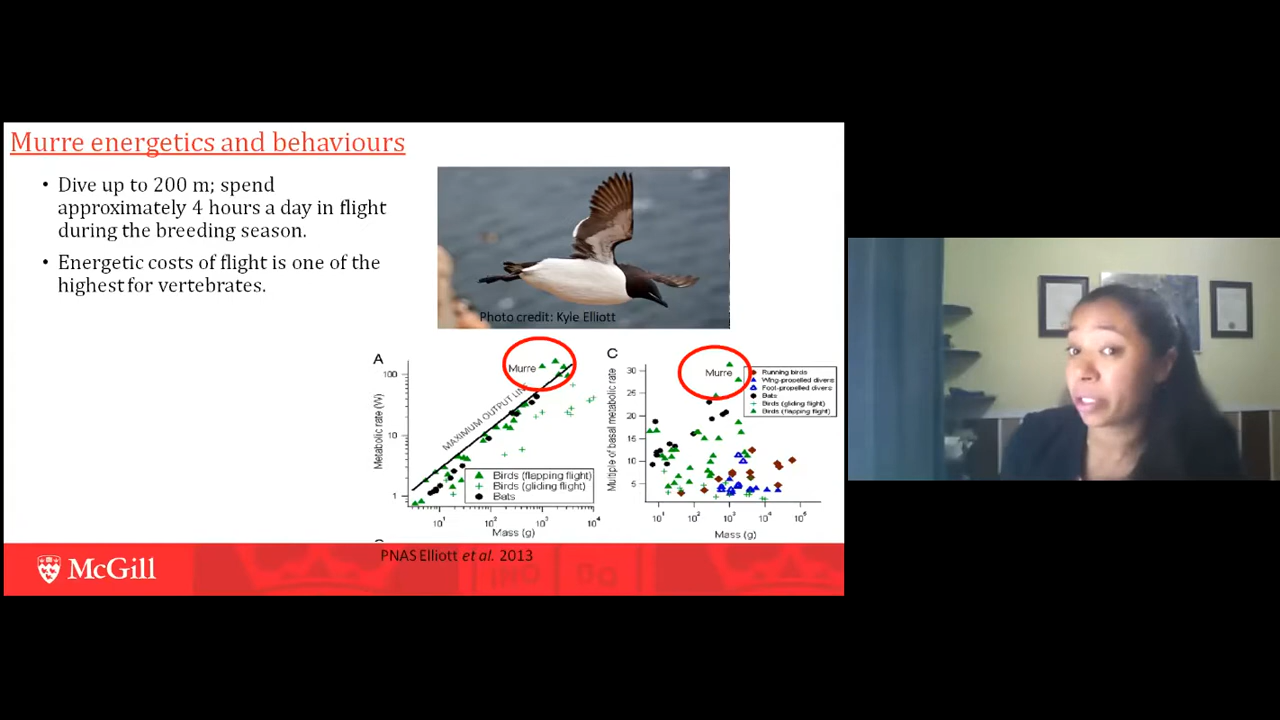 Murre energetics and behaviours
• Dive up to 200 m; spend
approximately 4 hours a day in flight
during the breeding season.
• Energetic costs of flight is one of the
highest for vertebrates.
Photo credit: Kyle Elliott
A
Murre
MAXIMUM OUTPUT LINE
Metabolic rate (W)
100
10
1
Birds (flapping flight)
Birds (gliding flight)
Bats
10¹ 10² 10³ 10⁴
Mass (g)
C
Murre
Multiple of basal metabolic rate
30
25
20
15
10
5
Running birds
Wing-propelled divers
Foot-propelled divers
Bats
Birds (gliding flight)
Birds (flapping flight)
10¹ 10² 10³ 10⁴
Mass (g)
PNAS Elliott et al. 2013
McGill